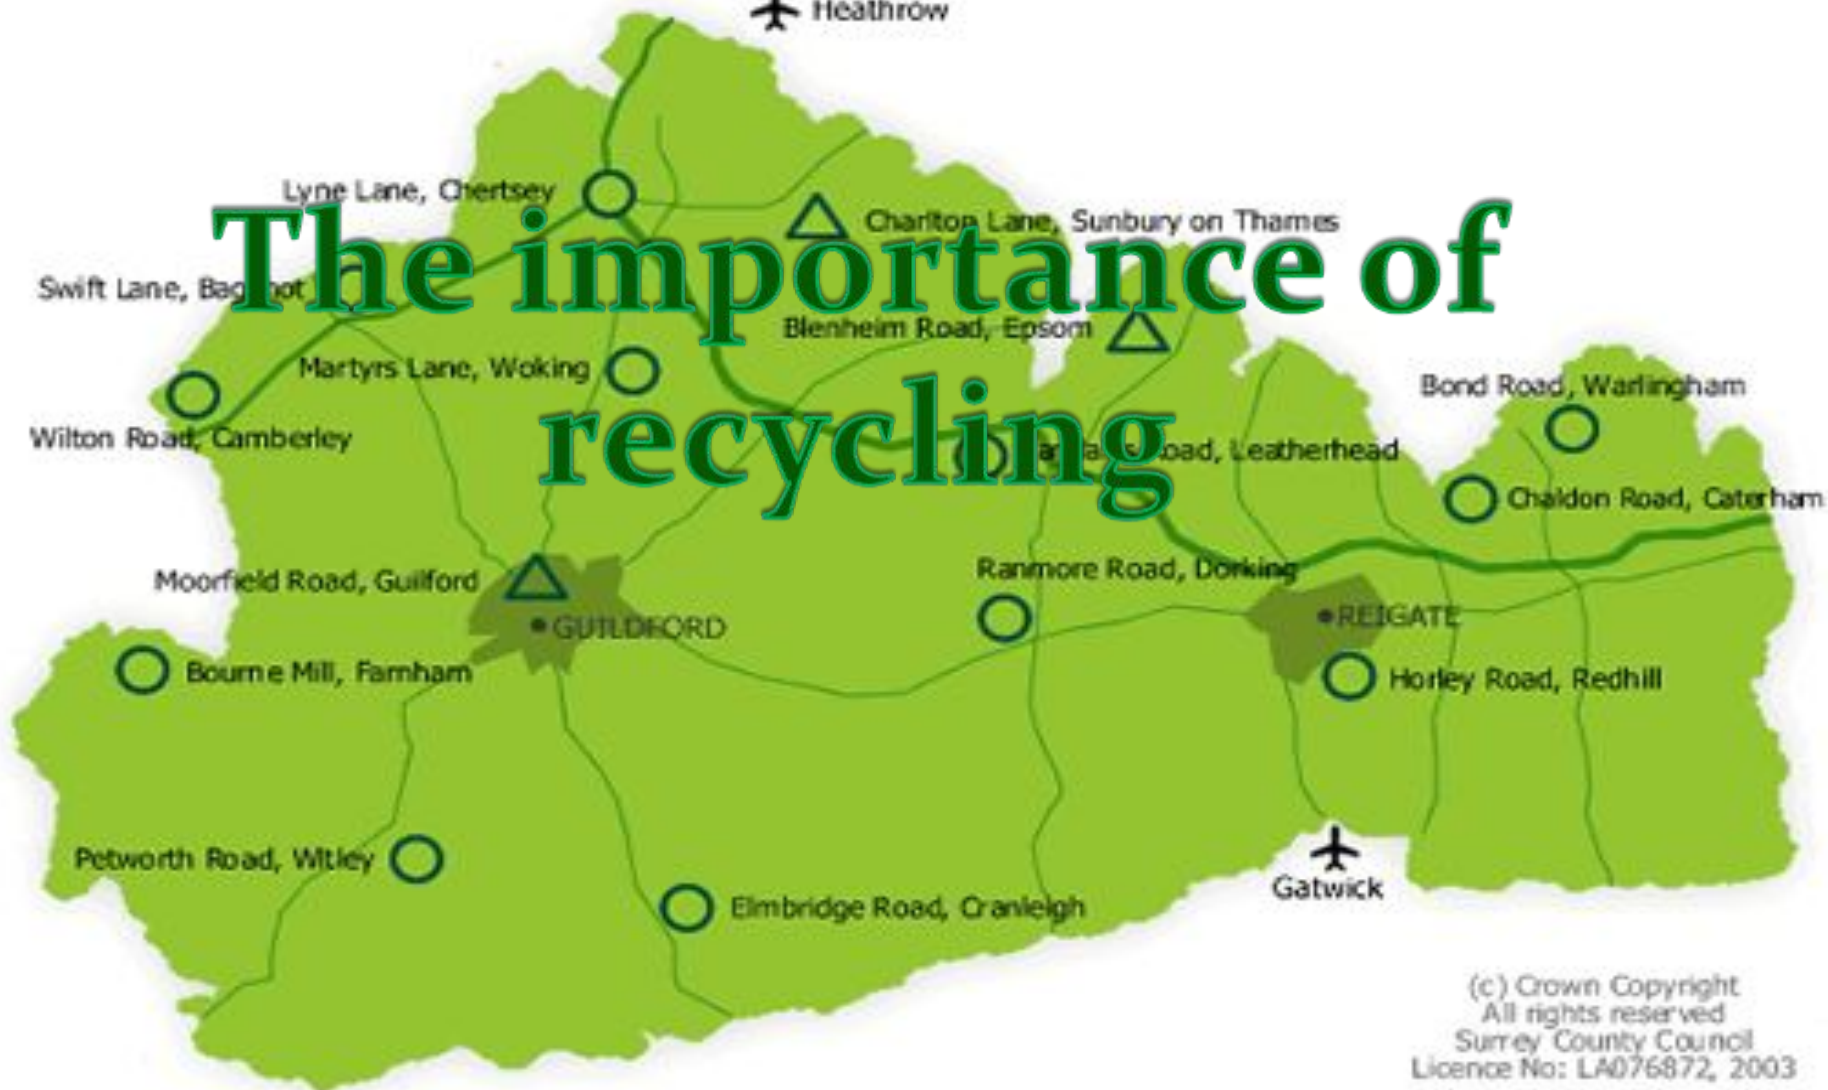 Heathrow
Lyne Lane, Chertsey
The importance of
Charlton Lane, Sunbury on Thames
Swift Lane,
Blenheim Road, Epsom
Martyrs Lane, Woking
Bond Road, Warlingham
recycling
Wilton Road, Camberley
Road, Leatherhead
Chaldon Road, Caterham
Ranmore Road, Dorking
Moorfield Road, Guilford
GUILDFORD
REIGATE
Bourne Mill, Farnham
Horley Road, Redhill
Petworth Road, Witley
Gatwick
Elmbridge Road, Cranleigh
(c) Crown Copyright
All rights reserved
Surrey County Council
Licence No: LA076872, 2003